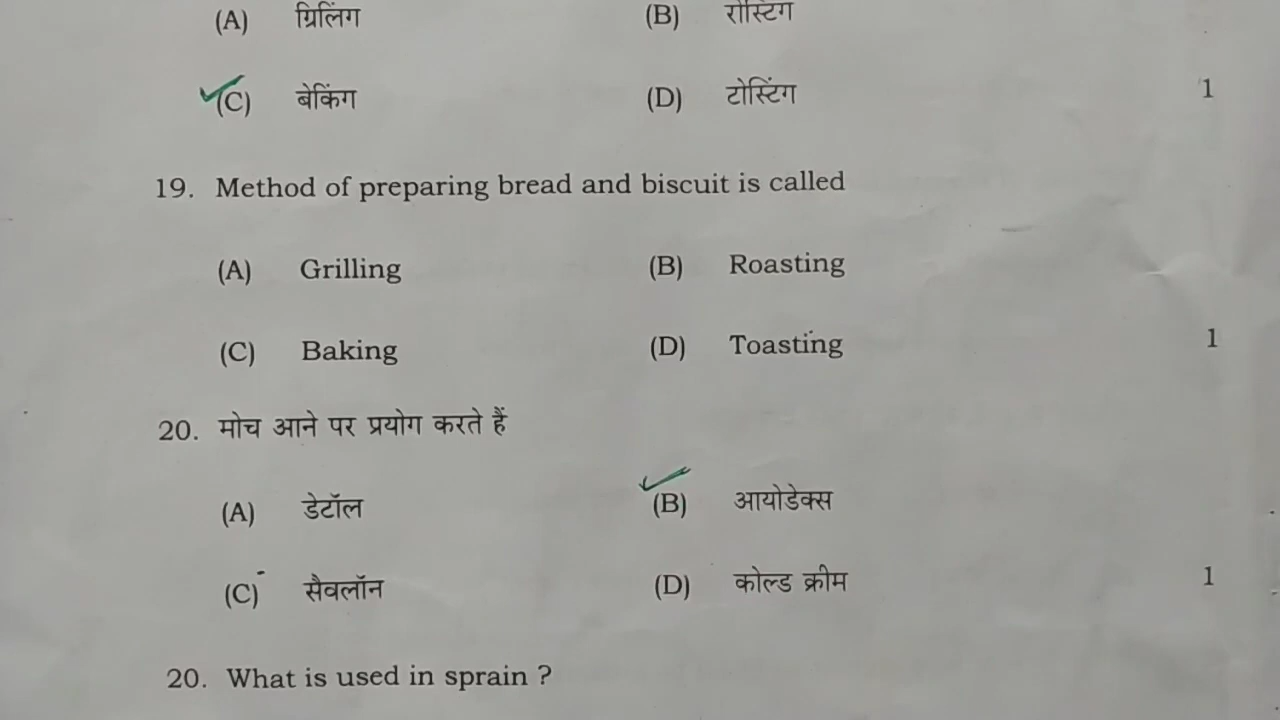 (A) ग्रिलिंग (B) रोस्टिंग
(C) बेकिंग (D) टोस्टिंग 1
19. Method of preparing bread and biscuit is called
(A) Grilling (B) Roasting
(C) Baking (D) Toasting 1
20. मोच आने पर प्रयोग करते हैं
(A) डेटॉल (B) आयोडेक्स
(C) सैवलॉन (D) कोल्ड क्रीम 1
20. What is used in sprain ?